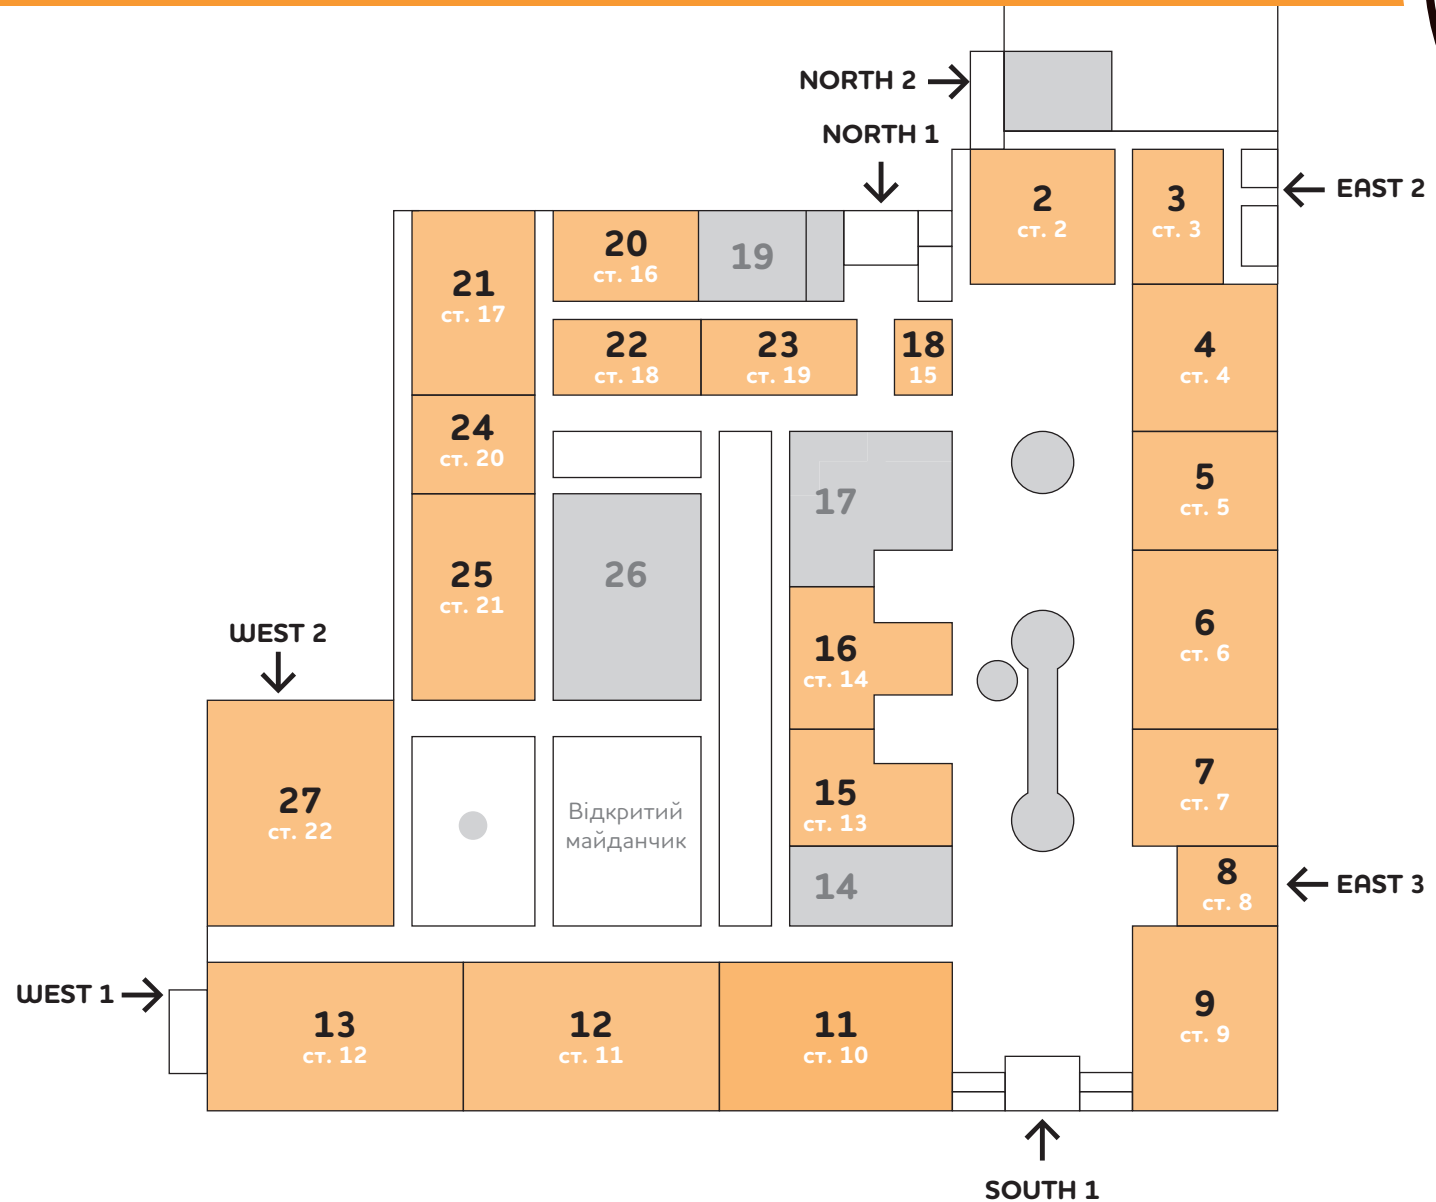 NORTH 2
NORTH 1
2
ст. 2
3
ст. 3
EAST 2
20
ст. 16
19
21
ст. 17
22
ст. 18
23
ст. 19
18
15
4
ст. 4
24
ст. 20
17
5
ст. 5
25
ст. 21
26
WEST 2
16
ст. 14
6
ст. 6
27
ст. 22
Відкритий
майданчик
15
ст. 13
7
ст. 7
14
8
ст. 8
EAST 3
WEST 1
13
ст. 12
12
ст. 11
11
ст. 10
9
ст. 9
SOUTH 1